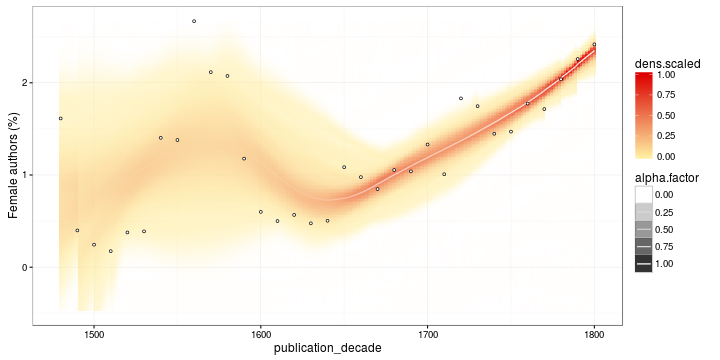 Female authors (%)
2
1
0
1500 1600 1700 1800
publication_decade
dens.scaled
1.00
0.75
0.50
0.25
0.00
alpha.factor
0.00
0.25
0.50
0.75
1.00